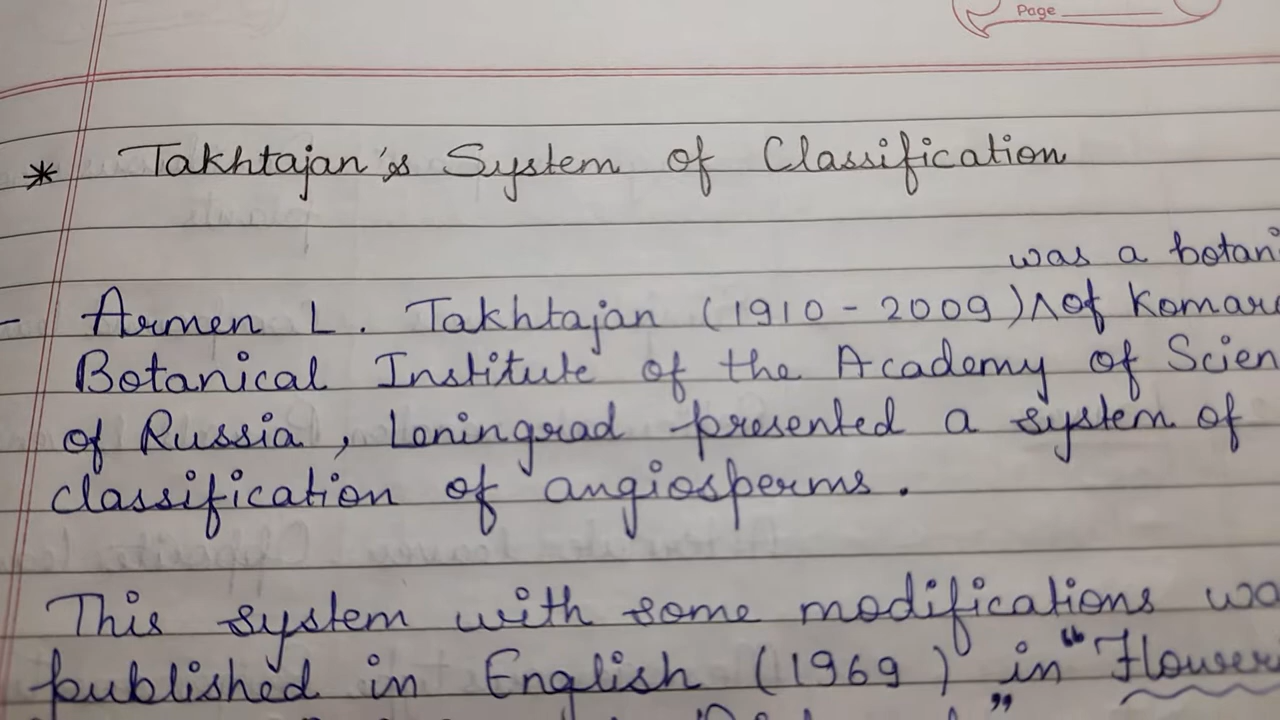 Page
* Takhtajan's System of Classification
was a botani
- Armen L. Takhtajan (1910 - 2009)^of Komar
Botanical Institute of the Academy of Scien
of Russia, Leningrad presented a system of
classification of angiosperms.
This system with some modifications wa
published in English (1969) in "Flower
"